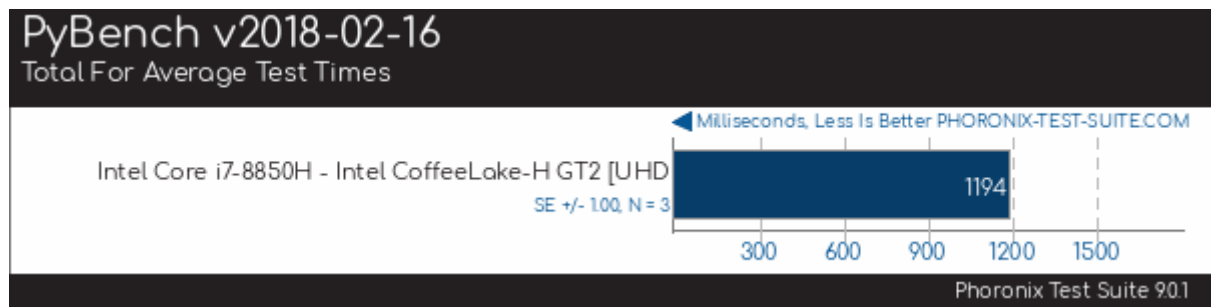 PyBench v2018-02-16
Total For Average Test Times
Milliseconds, Less Is Better PHORONIX-TEST-SUITE.COM
Intel Core i7-8850H - Intel CoffeeLake-H GT2 [UHD
1194
SE +/- 1.00, N = 3
300 600 900 1200 1500
Phoronix Test Suite 9.0.1